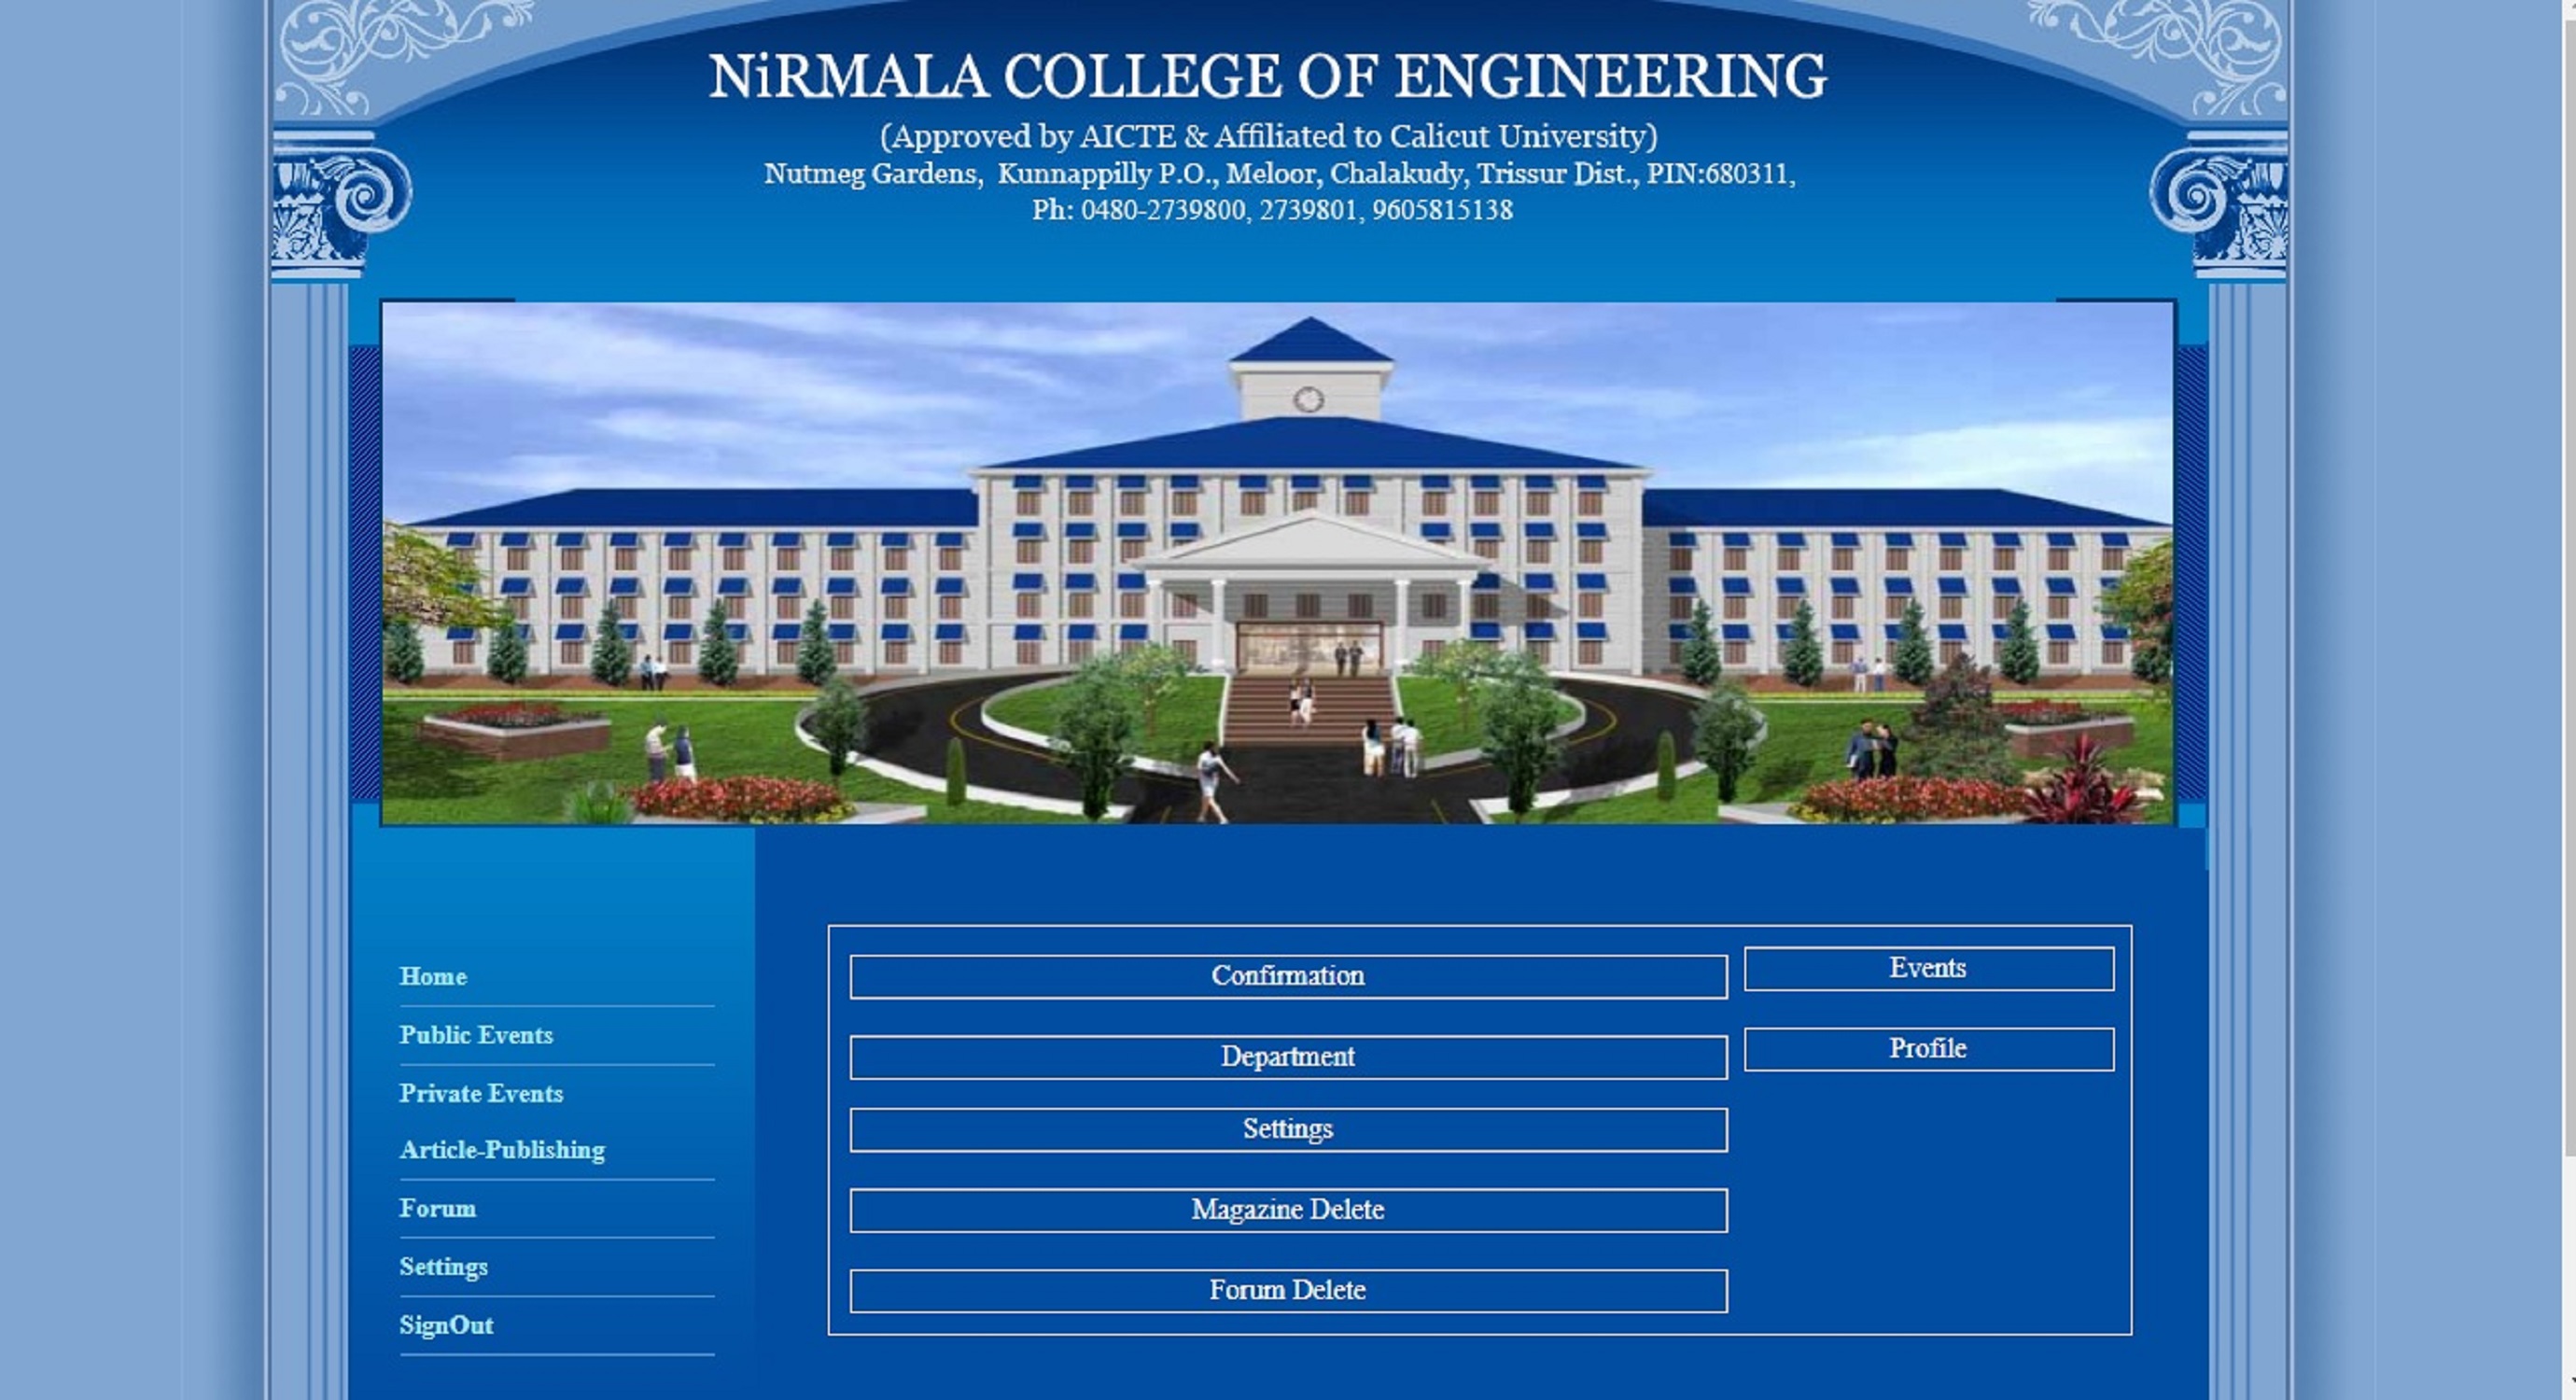 NiRMALA COLLEGE OF ENGINEERING
(Approved by AICTE & Affiliated to Calicut University)
Nutmeg Gardens, Kunnappilly P.O., Meloor, Chalakudy, Trissur Dist., PIN:680311,
Ph: 0480-2739800, 2739801, 9605815138
Home
Public Events
Private Events
Article-Publishing
Forum
Settings
SignOut
Confirmation
Events
Department
Profile
Settings
Magazine Delete
Forum Delete